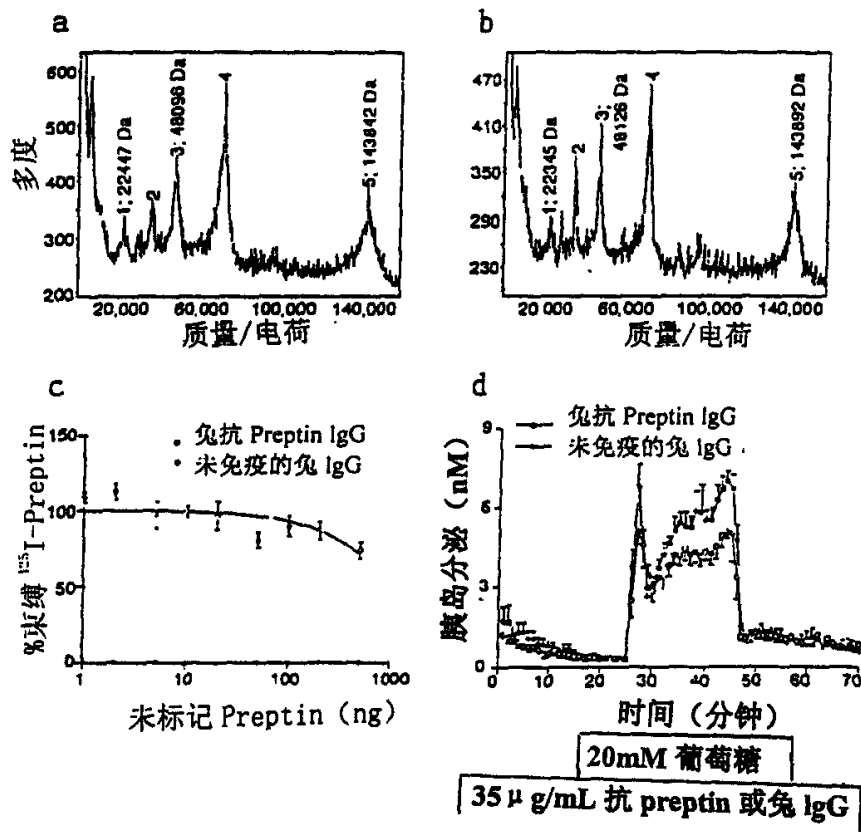 a
600
500
400
300
200
多度
1; 22447 Da
2
3; 48096 Da
4
5; 143842 Da
20,000
60,000
100,000
140,000
质量/电荷
b
470
410
350
290
230
1; 22345 Da
2
3; 48126 Da
4
5; 143892 Da
20,000
60,000
100,000
140,000
质量/电荷
c
150
100
50
0
%束缚 ¹²⁵I-Preptin
兔抗 Preptin IgG
未免疫的兔 IgG
1
10
100
1000
未标记 Preptin (ng)
d
9
6
3
0
胰岛分泌 (nM)
兔抗 Preptin IgG
未免疫的兔 IgG
0
10
20
30
40
50
60
70
时间 (分钟)
20mM 葡萄糖
35μg/mL 抗 preptin 或兔 IgG